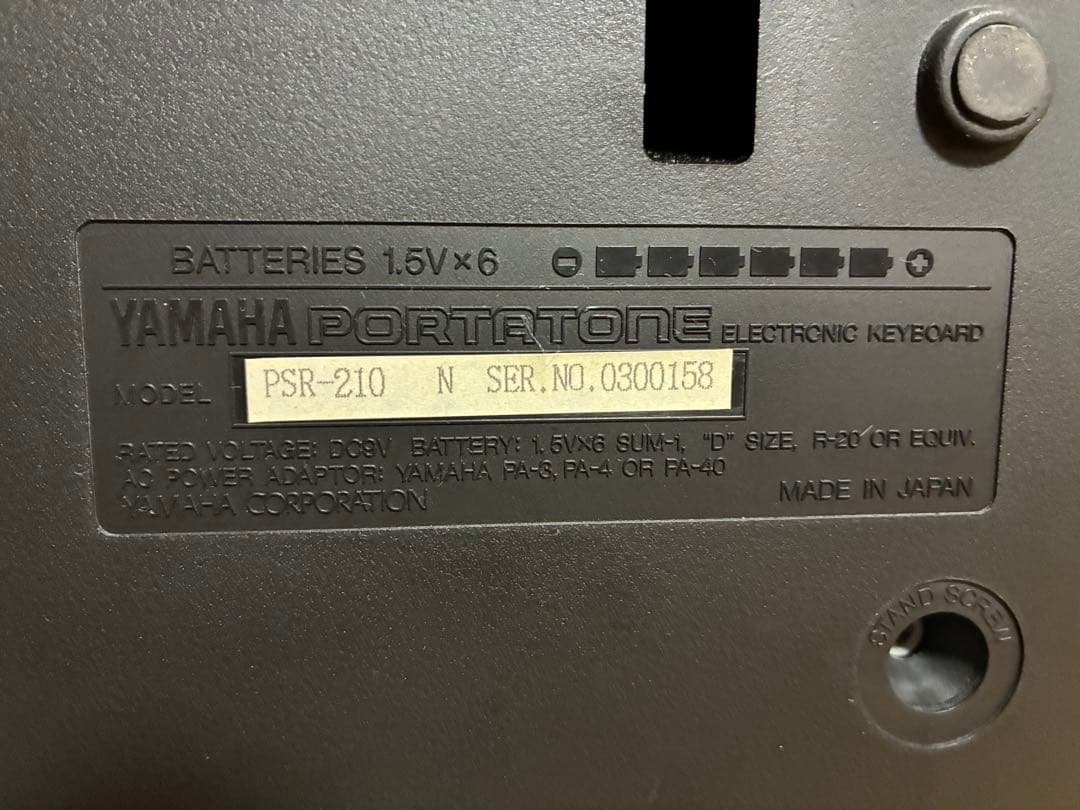 BATTERIES 1.5V×6 ⊖ ⊕
YAMAHA PORTATONE ELECTRONIC KEYBOARD
MODEL PSR-210 N SER.NO.0300158
RATED VOLTAGE: DC9V BATTERY: 1.5V×6 SUM-1, "D" SIZE, R-20 OR EQUIV.
AC POWER ADAPTOR: YAMAHA PA-3, PA-4 OR PA-40
YAMAHA CORPORATION MADE IN JAPAN
STAND SCREW